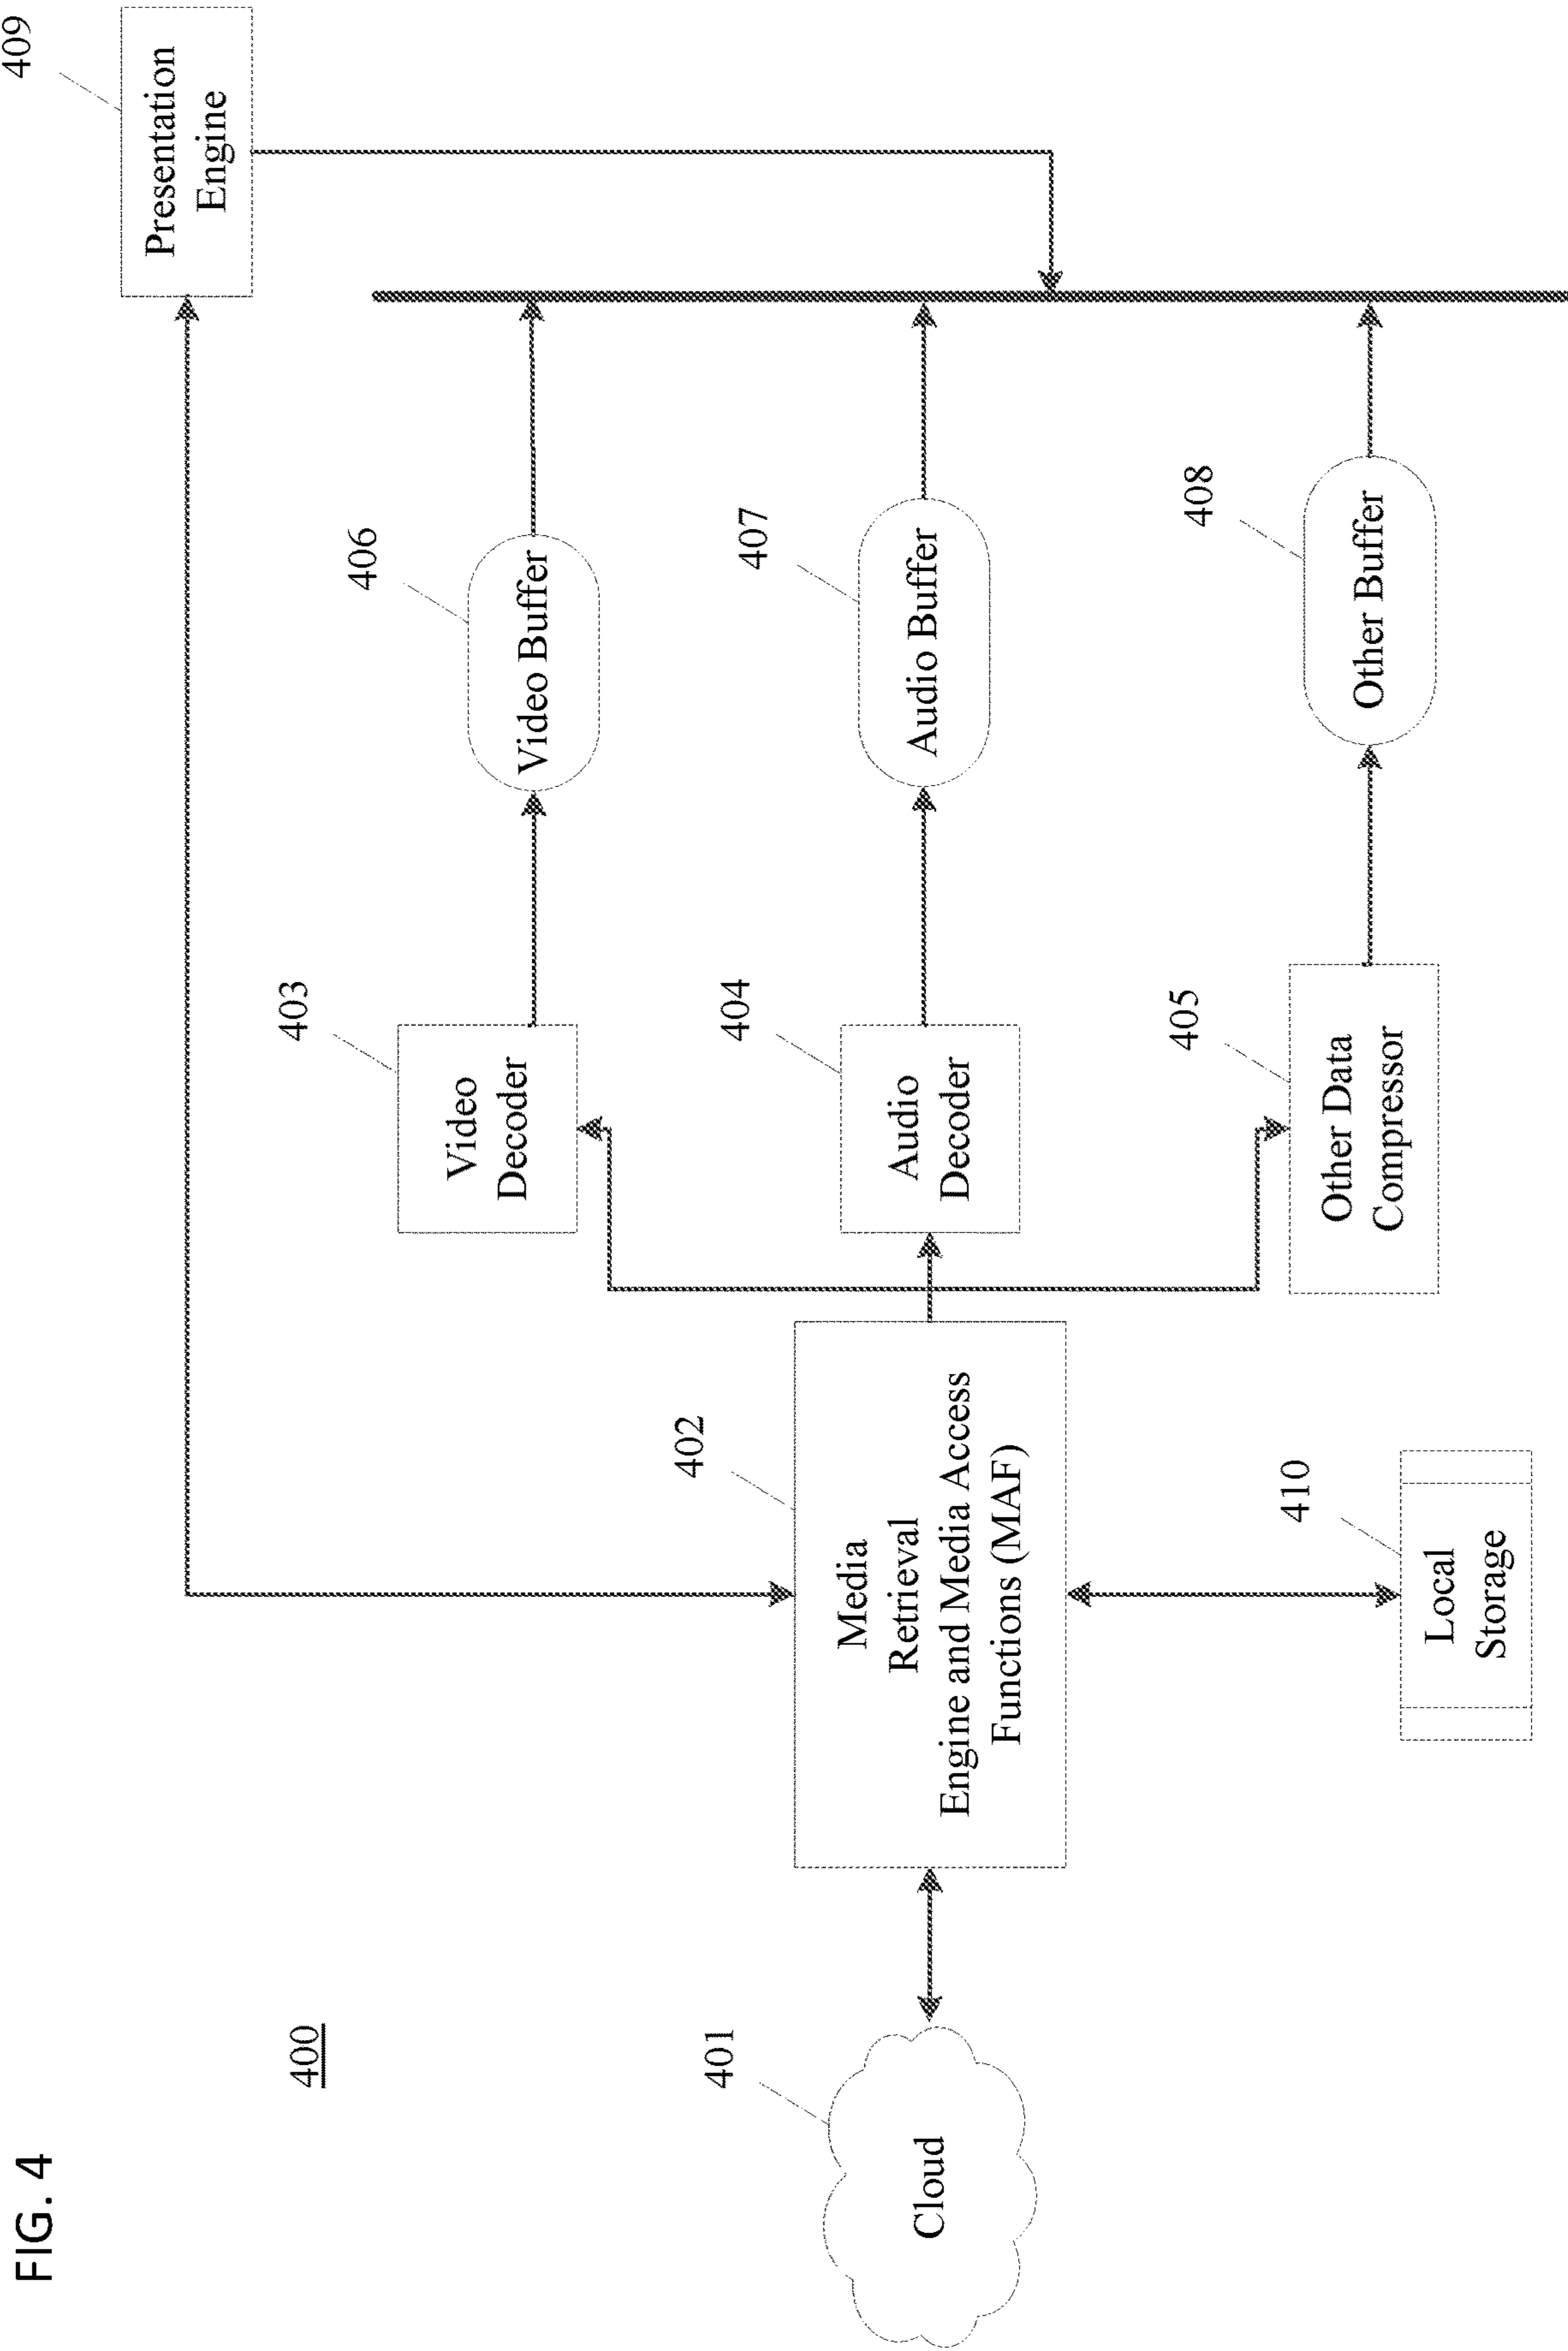 FIG. 4
400
409
Presentation
Engine
403
Video
Decoder
406
Video Buffer
401
Cloud
402
Media
Retrieval
Engine and Media Access
Functions (MAF)
404
Audio
Decoder
407
Audio Buffer
410
Local
Storage
405
Other Data
Compressor
408
Other Buffer